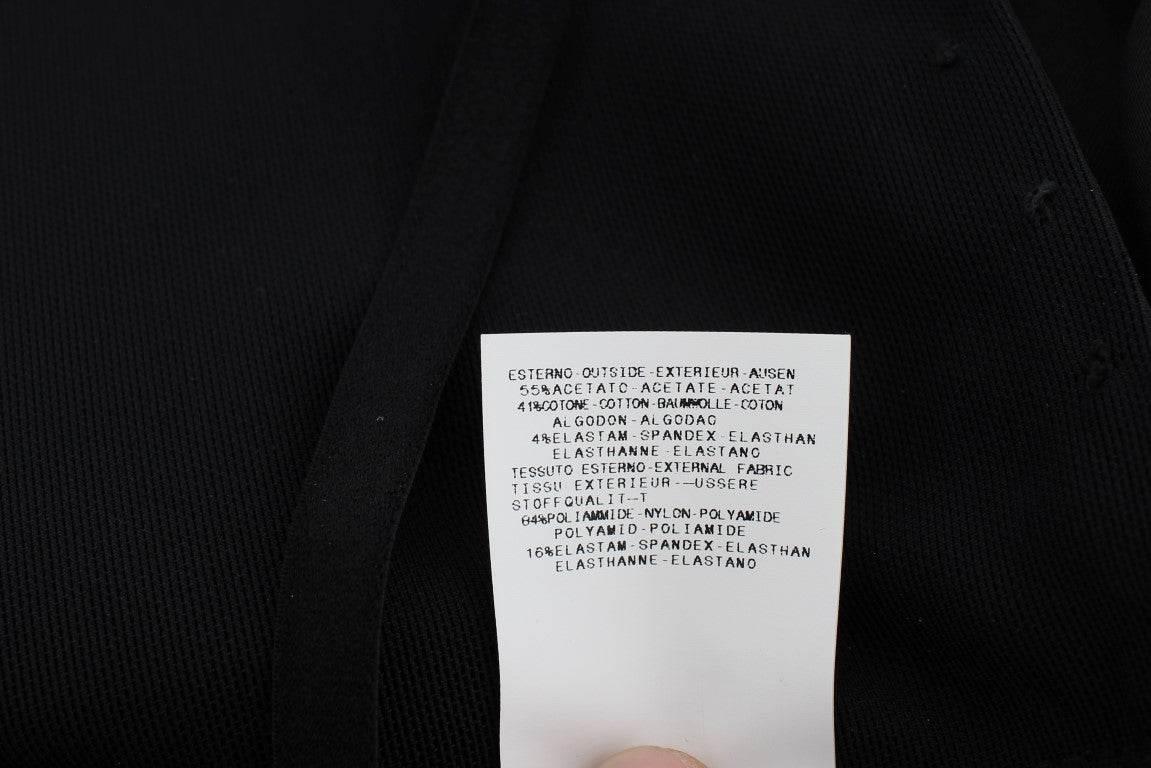 ESTERNO-OUTSIDE-EXTERIEUR-AUSEN
55%ACETATO-ACETATE-ACETAT
41%COTONE-COTTON-BAUMWOLLE-COTON
ALGODON-ALGODAO
4%ELASTAM-SPANDEX-ELASTHAN
ELASTHANNE-ELASTANO
TESSUTO ESTERNO-EXTERNAL FABRIC
TISSU EXTERIEUR-—USSERE
STOFFQUALIT—T
84%POLIAMMIDE-NYLON-POLYAMIDE
POLYAMID-POLIAMIDE
16%ELASTAM-SPANDEX-ELASTHAN
ELASTHANNE-ELASTANO